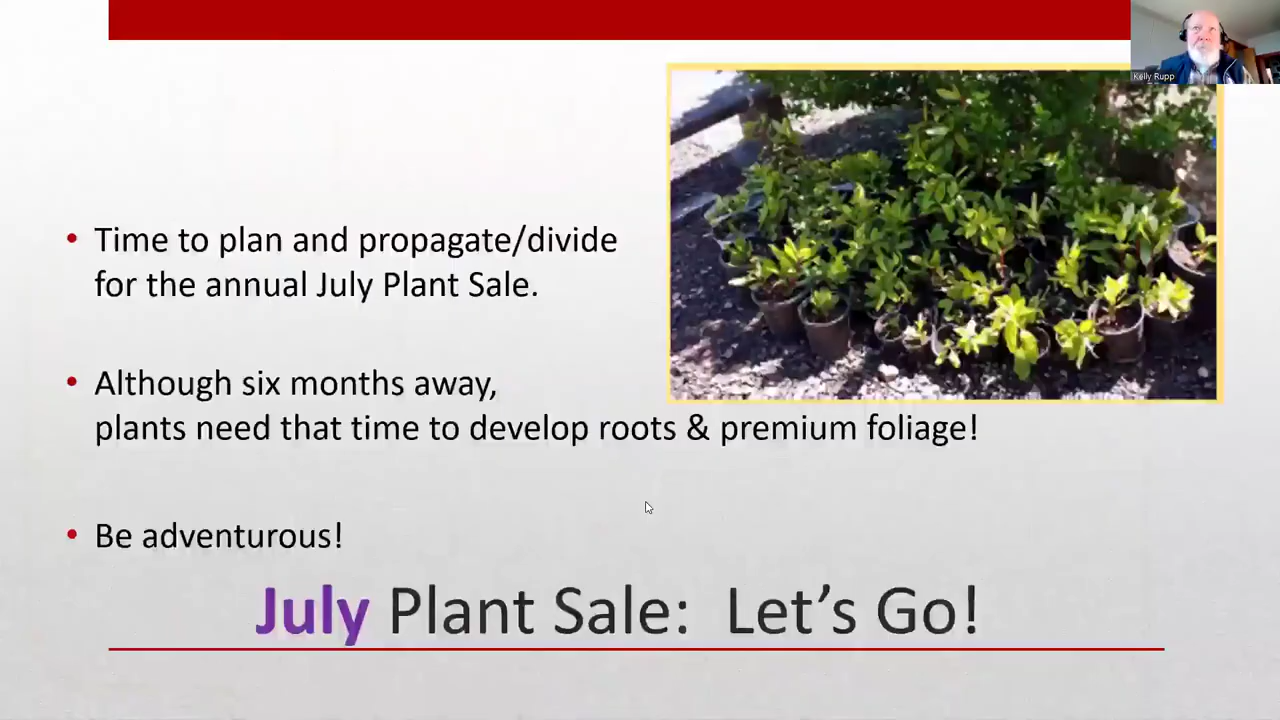 Kelly Rupp
• Time to plan and propagate/divide
for the annual July Plant Sale.
• Although six months away,
plants need that time to develop roots & premium foliage!
• Be adventurous!
July Plant Sale:  Let’s Go!